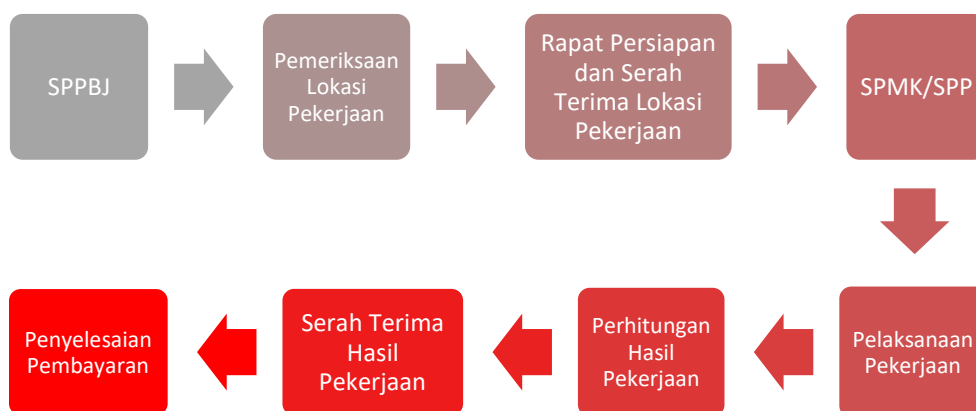 SPPBJ
Pemeriksaan
Lokasi
Pekerjaan
Rapat Persiapan
dan Serah
Terima Lokasi
Pekerjaan
SPMK/SPP
Pelaksanaan
Pekerjaan
Perhitungan
Hasil
Pekerjaan
Serah Terima
Hasil
Pekerjaan
Penyelesaian
Pembayaran